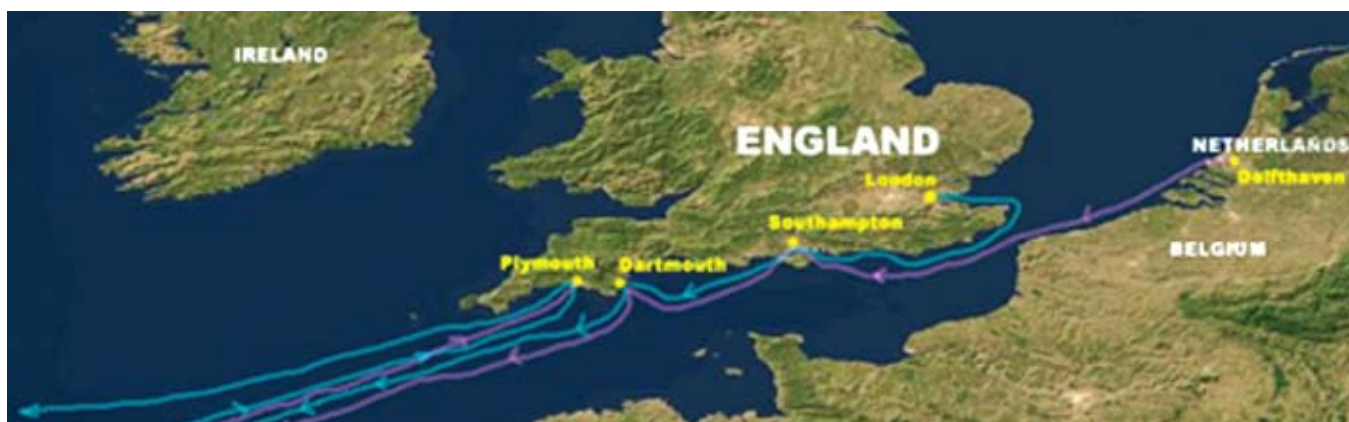 IRELAND
ENGLAND
NETHERLANDS
London
Delfthaven
Southampton
BELGIUM
Plymouth
Dartmouth